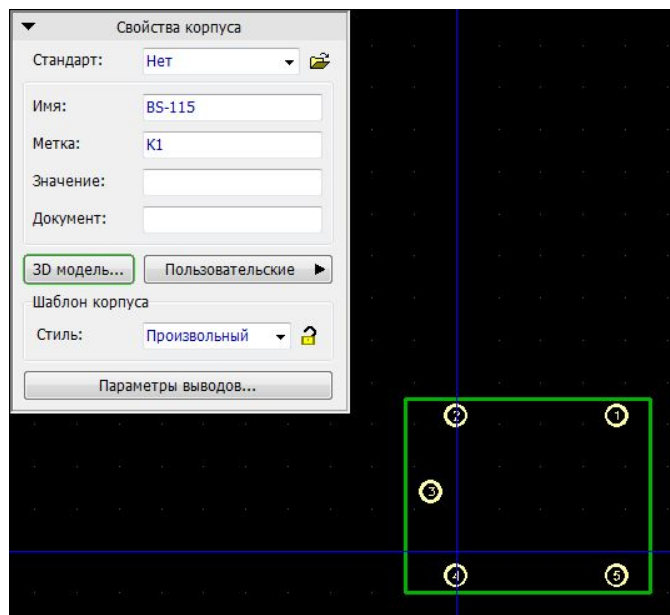 Свойства корпуса
Стандарт: Нет
Имя: BS-115
Метка: K1
Значение:
Документ:
3D модель... Пользовательские
Шаблон корпуса
Стиль: Произвольный
Параметры выводов...
2 1
3
4 5